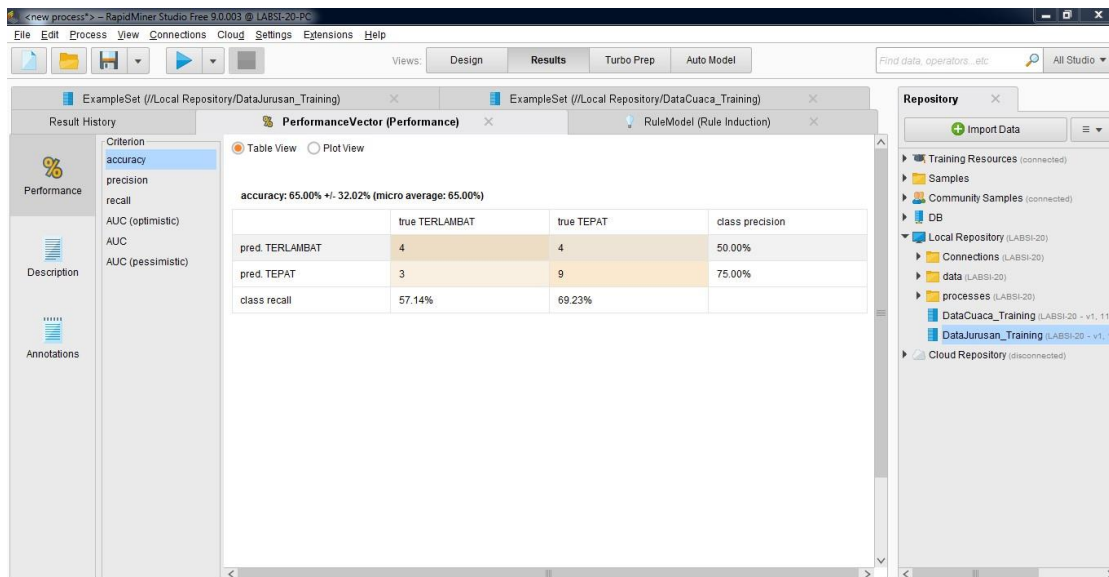 <new process*> – RapidMiner Studio Free 9.0.003 @ LABSI-20-PC
File Edit Process View Connections Cloud Settings Extensions Help
Views: Design Results Turbo Prep Auto Model Find data, operators...etc All Studio
ExampleSet (//Local Repository/DataJurusan_Training) ExampleSet (//Local Repository/DataCuaca_Training)
Result History PerformanceVector (Performance) RuleModel (Rule Induction)
Performance
Description
Annotations
Criterion
accuracy
precision
recall
AUC (optimistic)
AUC
AUC (pessimistic)
Table View Plot View
accuracy: 65.00% +/- 32.02% (micro average: 65.00%)
true TERLAMBAT true TEPAT class precision
pred. TERLAMBAT 4 4 50.00%
pred. TEPAT 3 9 75.00%
class recall 57.14% 69.23%
Repository
Import Data
Training Resources (connected)
Samples
Community Samples (connected)
DB
Local Repository (LABSI-20)
Connections (LABSI-20)
data (LABSI-20)
processes (LABSI-20)
DataCuaca_Training (LABSI-20 - v1, 11
DataJurusan_Training (LABSI-20 - v1,
Cloud Repository (disconnected)